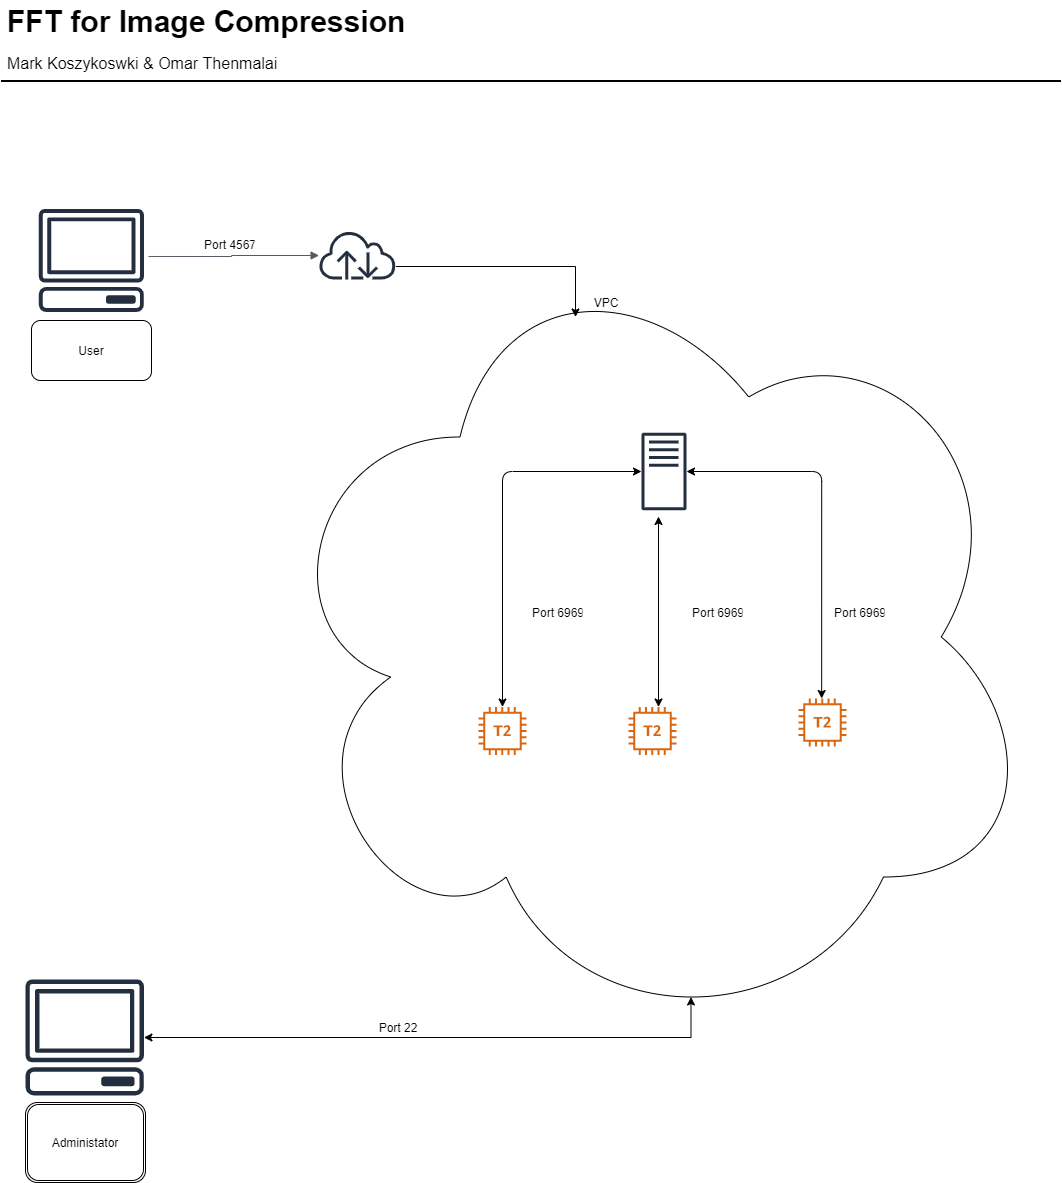 FFT for Image Compression
Mark Koszykoswki & Omar Thenmalai
Port 4567
VPC
User
Port 6969
Port 6969
Port 6969
T2
T2
T2
Port 22
Administator